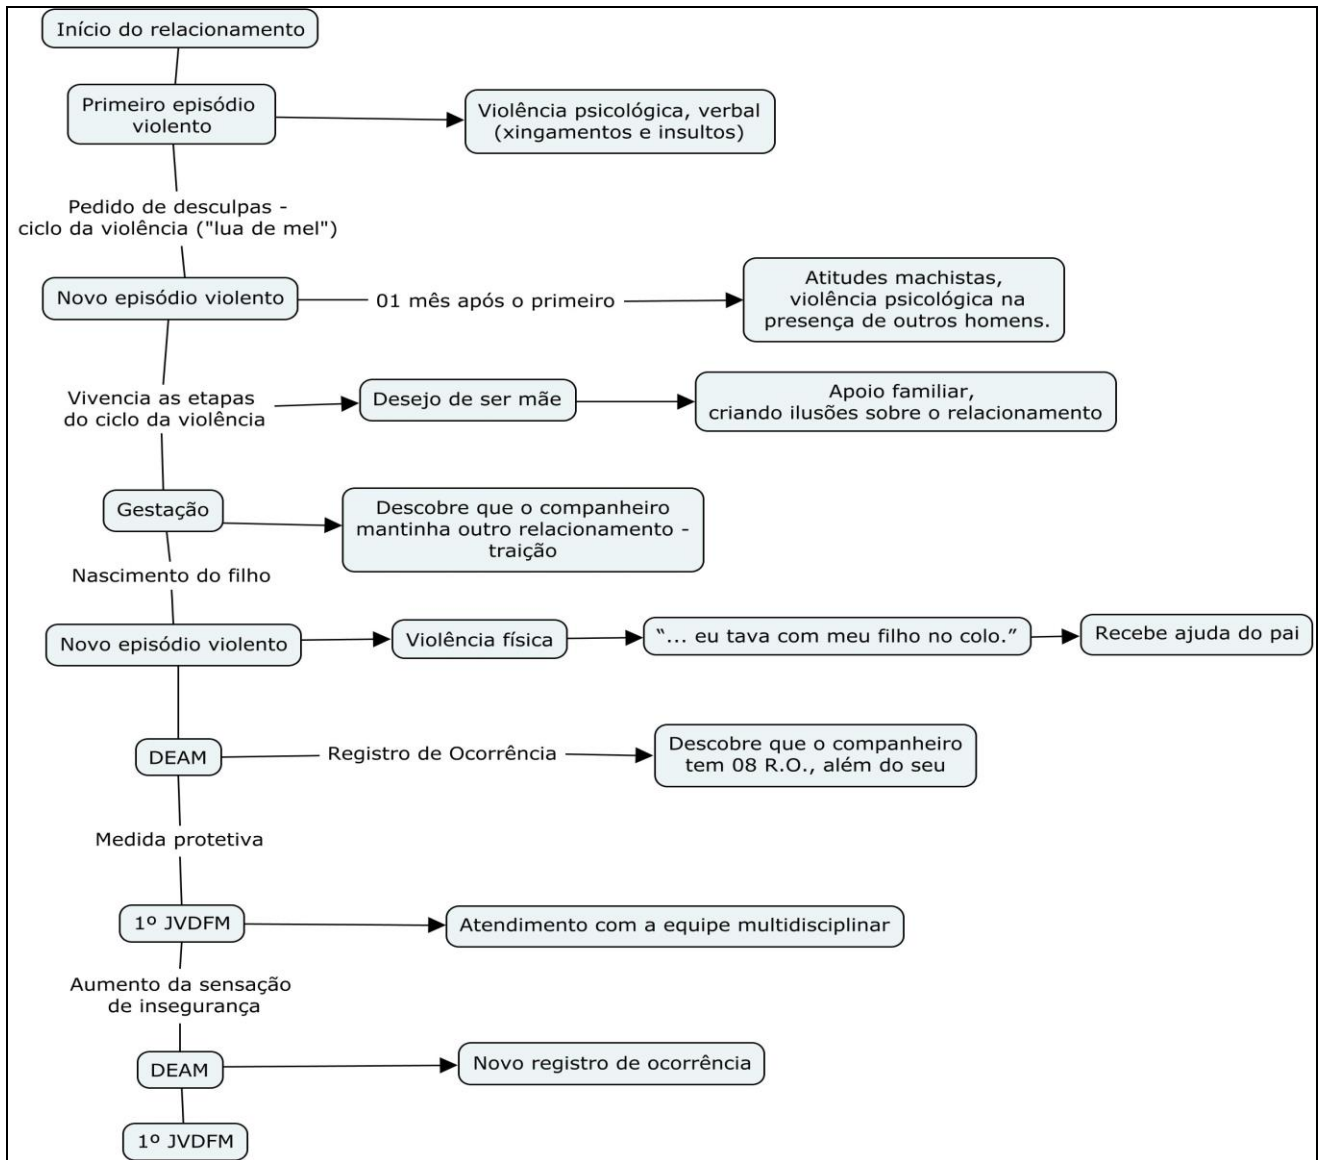 Início do relacionamento
Primeiro episódio
violento
Violência psicológica, verbal
(xingamentos e insultos)
Pedido de desculpas -
ciclo da violência ("lua de mel")
Novo episódio violento
01 mês após o primeiro
Atitudes machistas,
violência psicológica na
presença de outros homens.
Vivencia as etapas
do ciclo da violência
Desejo de ser mãe
Apoio familiar,
criando ilusões sobre o relacionamento
Gestação
Descobre que o companheiro
mantinha outro relacionamento -
traição
Nascimento do filho
Novo episódio violento
Violência física
“... eu tava com meu filho no colo.”
Recebe ajuda do pai
DEAM
Registro de Ocorrência
Descobre que o companheiro
tem 08 R.O., além do seu
Medida protetiva
1º JVDFM
Atendimento com a equipe multidisciplinar
Aumento da sensação
de insegurança
DEAM
Novo registro de ocorrência
1º JVDFM